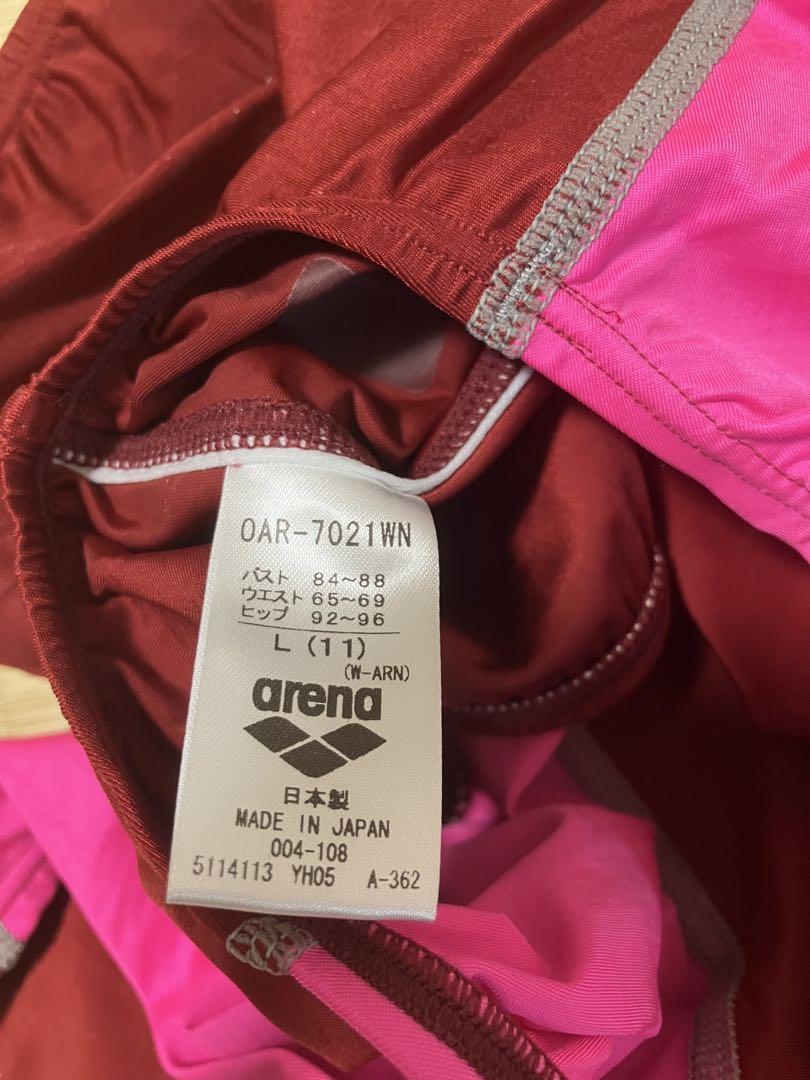 OAR-7021WN
バスト 84~88
ウエスト 65~69
ヒップ 92~96
L (11)
(W-ARN)
arena
日本製
MADE IN JAPAN
004-108
5114113 YH05 A-362